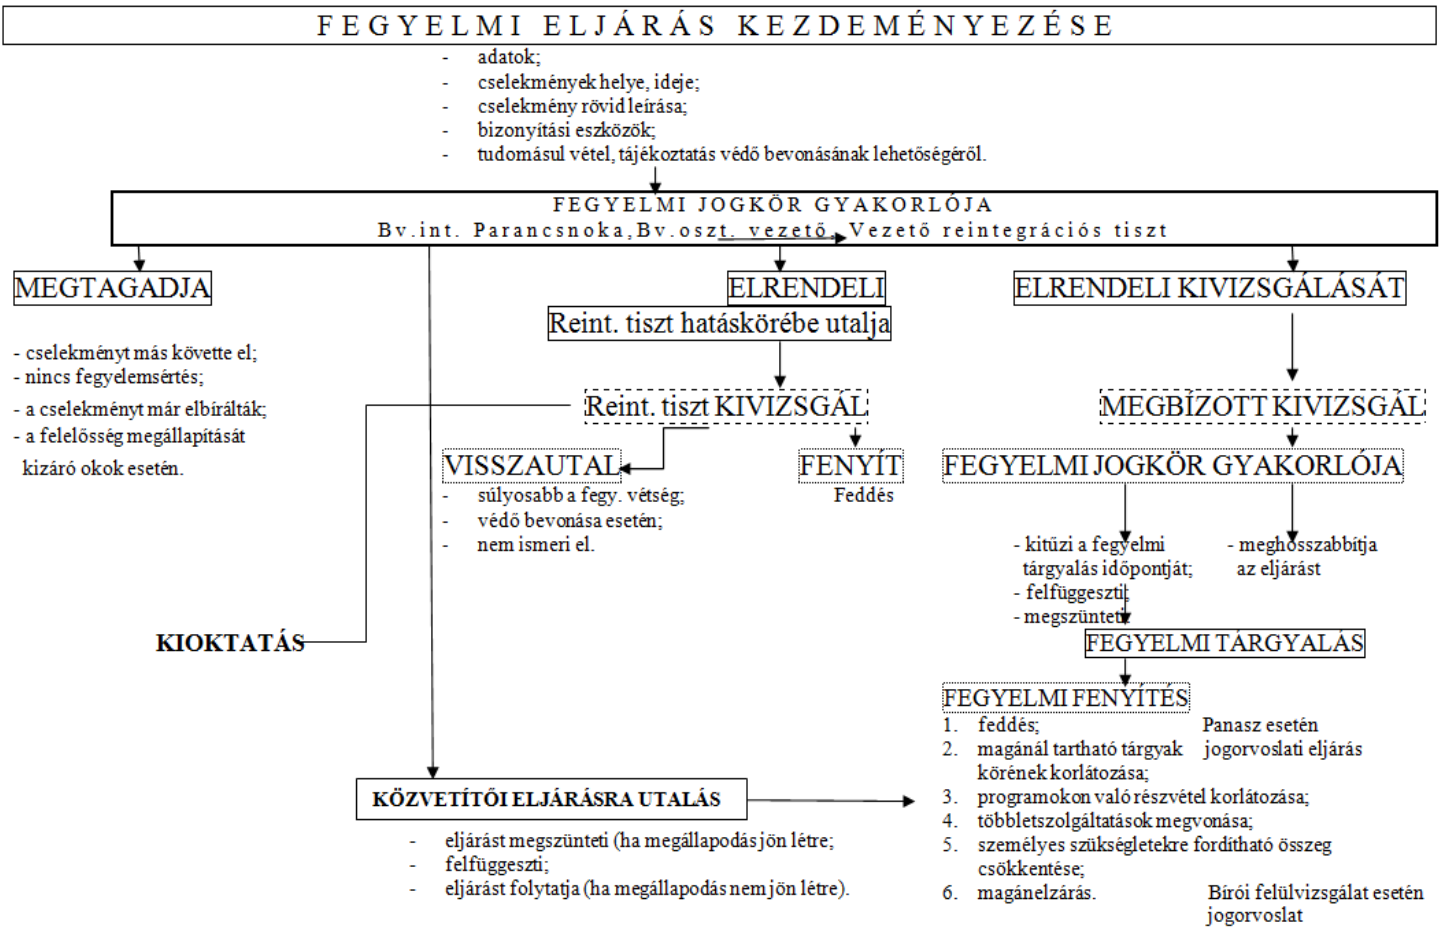 FEGYELMI ELJÁRÁS KEZDEMÉNYEZÉSE
- adatok;
- cselekmények helye, ideje;
- cselekmény rövid leírása;
- bizonyítási eszközök;
- tudomásul vétel, tájékoztatás védő bevonásának lehetőségéről.
FEGYELMI JOGKÖR GYAKORLÓJA
Bv.int. Parancsnoka, Bv.oszt. vezető, Vezető reintegrációs tiszt
MEGTAGADJA
- cselekményt más követte el;
- nincs fegyelemsértés;
- a cselekményt már elbírálták;
- a felelősség megállapítását
kizáró okok esetén.
ELRENDELI
Reint. tiszt hatáskörébe utalja
Reint. tiszt KIVIZSGÁL
VISSZAUTAL
- súlyosabb a fegy. vétség;
- védő bevonása esetén;
- nem ismeri el.
FENYÍT
Feddés
KIOKTATÁS
ELRENDELI KIVIZSGÁLÁSÁT
MEGBÍZOTT KIVIZSGÁL
FEGYELMI JOGKÖR GYAKORLÓJA
- kitűzi a fegyelmi
tárgyalás időpontját;
- felfüggeszti;
- megszünteti.
- meghosszabbítja
az eljárást
FEGYELMI TÁRGYALÁS
FEGYELMI FENYÍTÉS
1. feddés;
2. magánál tartható tárgyak
körének korlátozása;
3. programokon való részvétel korlátozása;
4. többletszolgáltatások megvonása;
5. személyes szükségletekre fordítható összeg
csökkentése;
6. magánelzárás.
Panasz esetén
jogorvoslati eljárás
Bírói felülvizsgálat esetén
jogorvoslat
KÖZVETÍTŐI ELJÁRÁSRA UTALÁS
- eljárást megszünteti (ha megállapodás jön létre;
- felfüggeszti;
- eljárást folytatja (ha megállapodás nem jön létre).